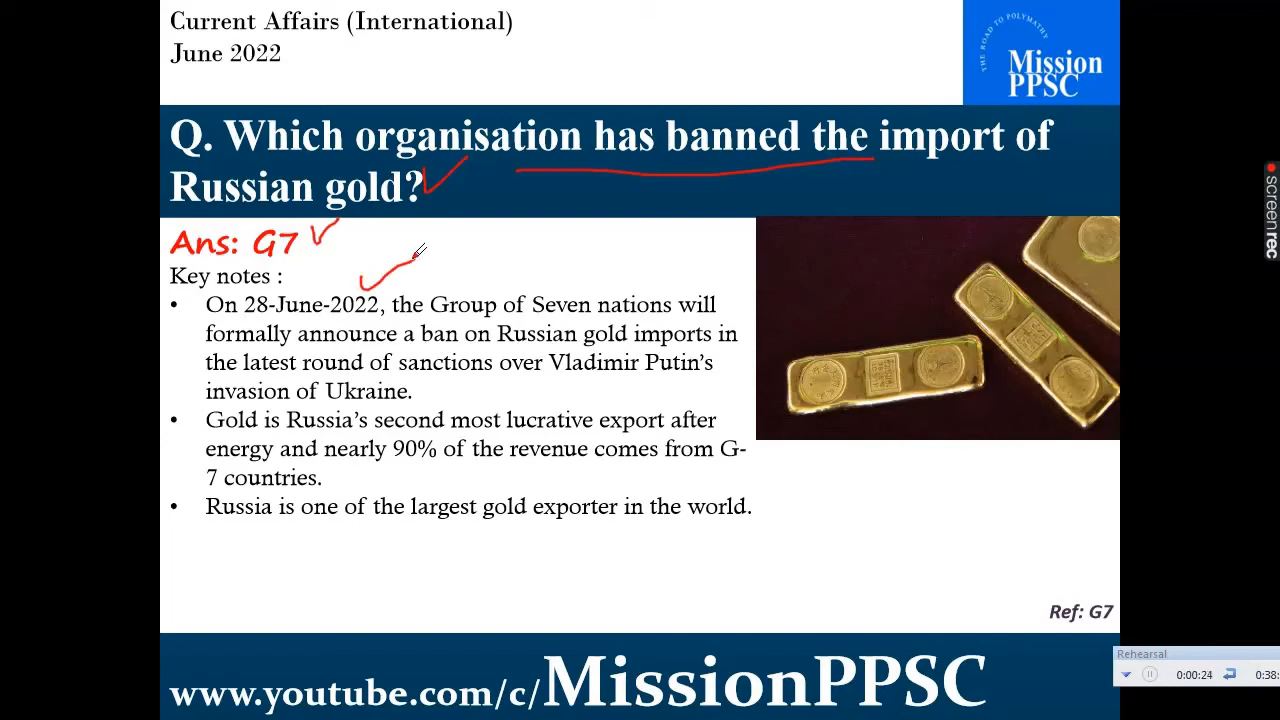 Current Affairs (International)
June 2022
THE ROAD TO POLYMATHY
Mission
PPSC
Q. Which organisation has banned the import of
Russian gold?
Ans: G7
Key notes :
• On 28-June-2022, the Group of Seven nations will
formally announce a ban on Russian gold imports in
the latest round of sanctions over Vladimir Putin's
invasion of Ukraine.
• Gold is Russia's second most lucrative export after
energy and nearly 90% of the revenue comes from G-
7 countries.
• Russia is one of the largest gold exporter in the world.
Ref: G7
www.youtube.com/c/MissionPPSC
screenrec
Rehearsal
0:00:24
0:38: